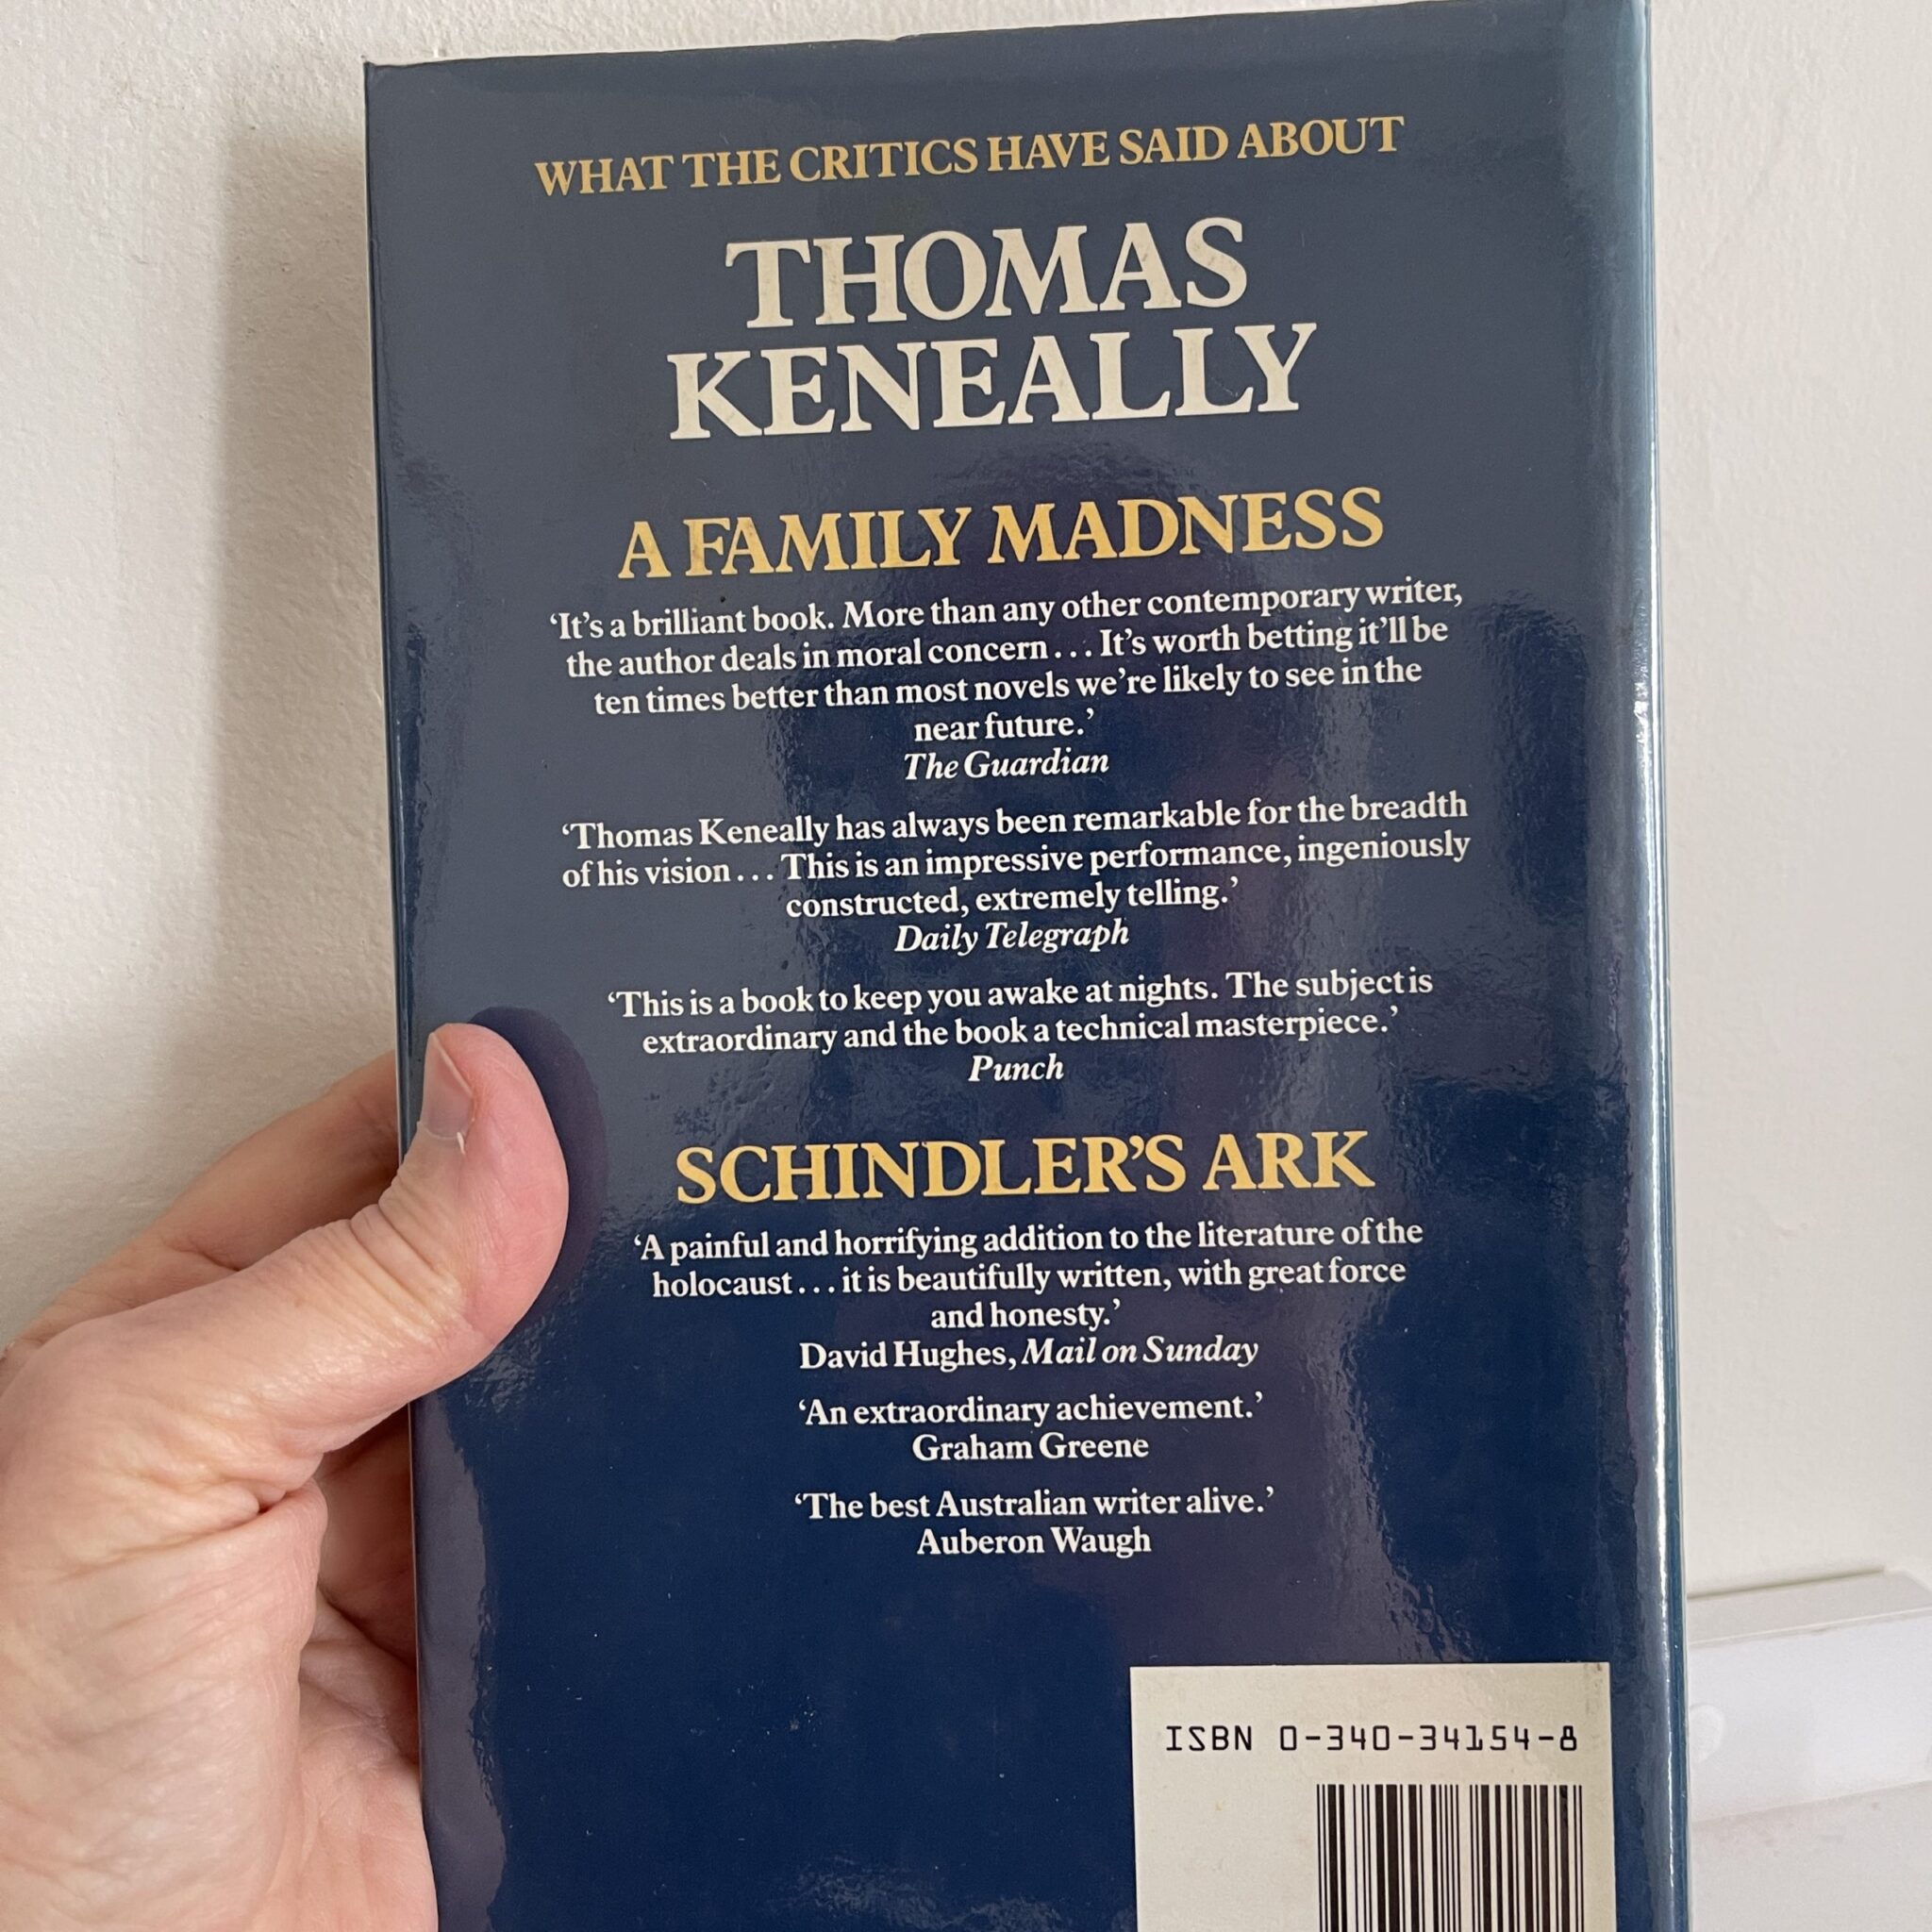 WHAT THE CRITICS HAVE SAID ABOUT
THOMAS
KENEALLY
A FAMILY MADNESS
‘It’s a brilliant book. More than any other contemporary writer,
the author deals in moral concern . . . It’s worth betting it’ll be
ten times better than most novels we’re likely to see in the
near future.’
The Guardian
‘Thomas Keneally has always been remarkable for the breadth
of his vision . . . This is an impressive performance, ingeniously
constructed, extremely telling.’
Daily Telegraph
‘This is a book to keep you awake at nights. The subject is
extraordinary and the book a technical masterpiece.’
Punch
SCHINDLER’S ARK
‘A painful and horrifying addition to the literature of the
holocaust . . . it is beautifully written, with great force
and honesty.’
David Hughes, Mail on Sunday
‘An extraordinary achievement.’
Graham Greene
‘The best Australian writer alive.’
Auberon Waugh
ISBN 0-340-34154-8